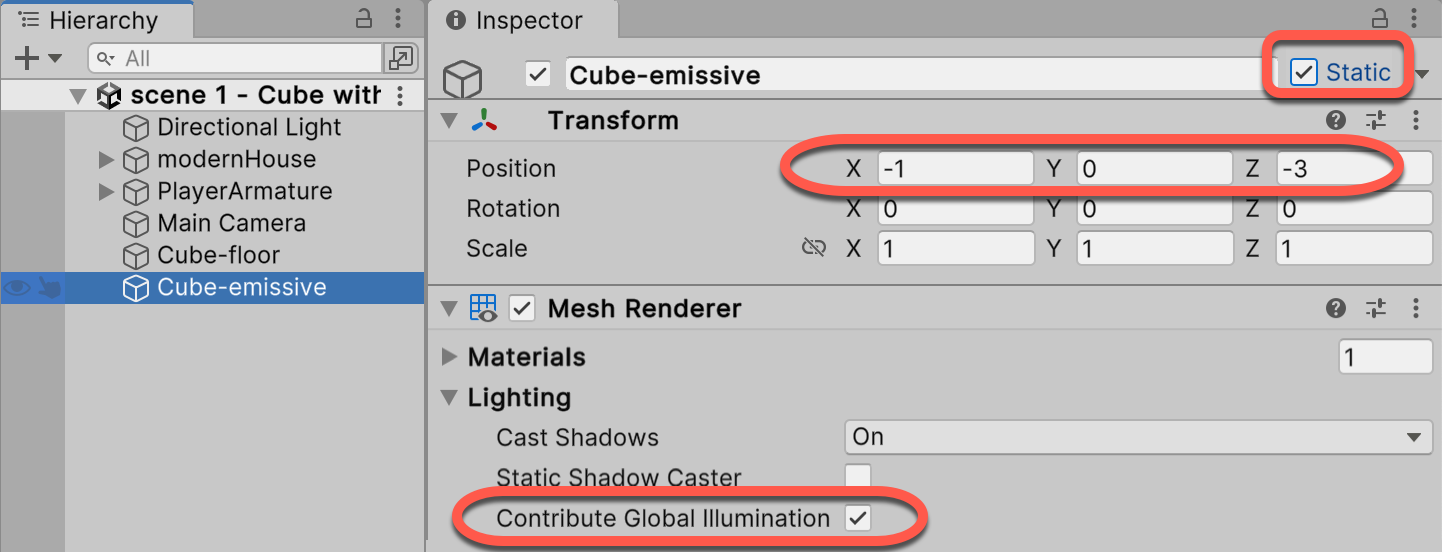 Hierarchy
All
scene 1 - Cube with
Directional Light
modernHouse
PlayerArmature
Main Camera
Cube-floor
Cube-emissive
Inspector
Cube-emissive Static
Transform
Position X -1 Y 0 Z -3
Rotation X 0 Y 0 Z 0
Scale X 1 Y 1 Z 1
Mesh Renderer
Materials 1
Lighting
Cast Shadows On
Static Shadow Caster
Contribute Global Illumination